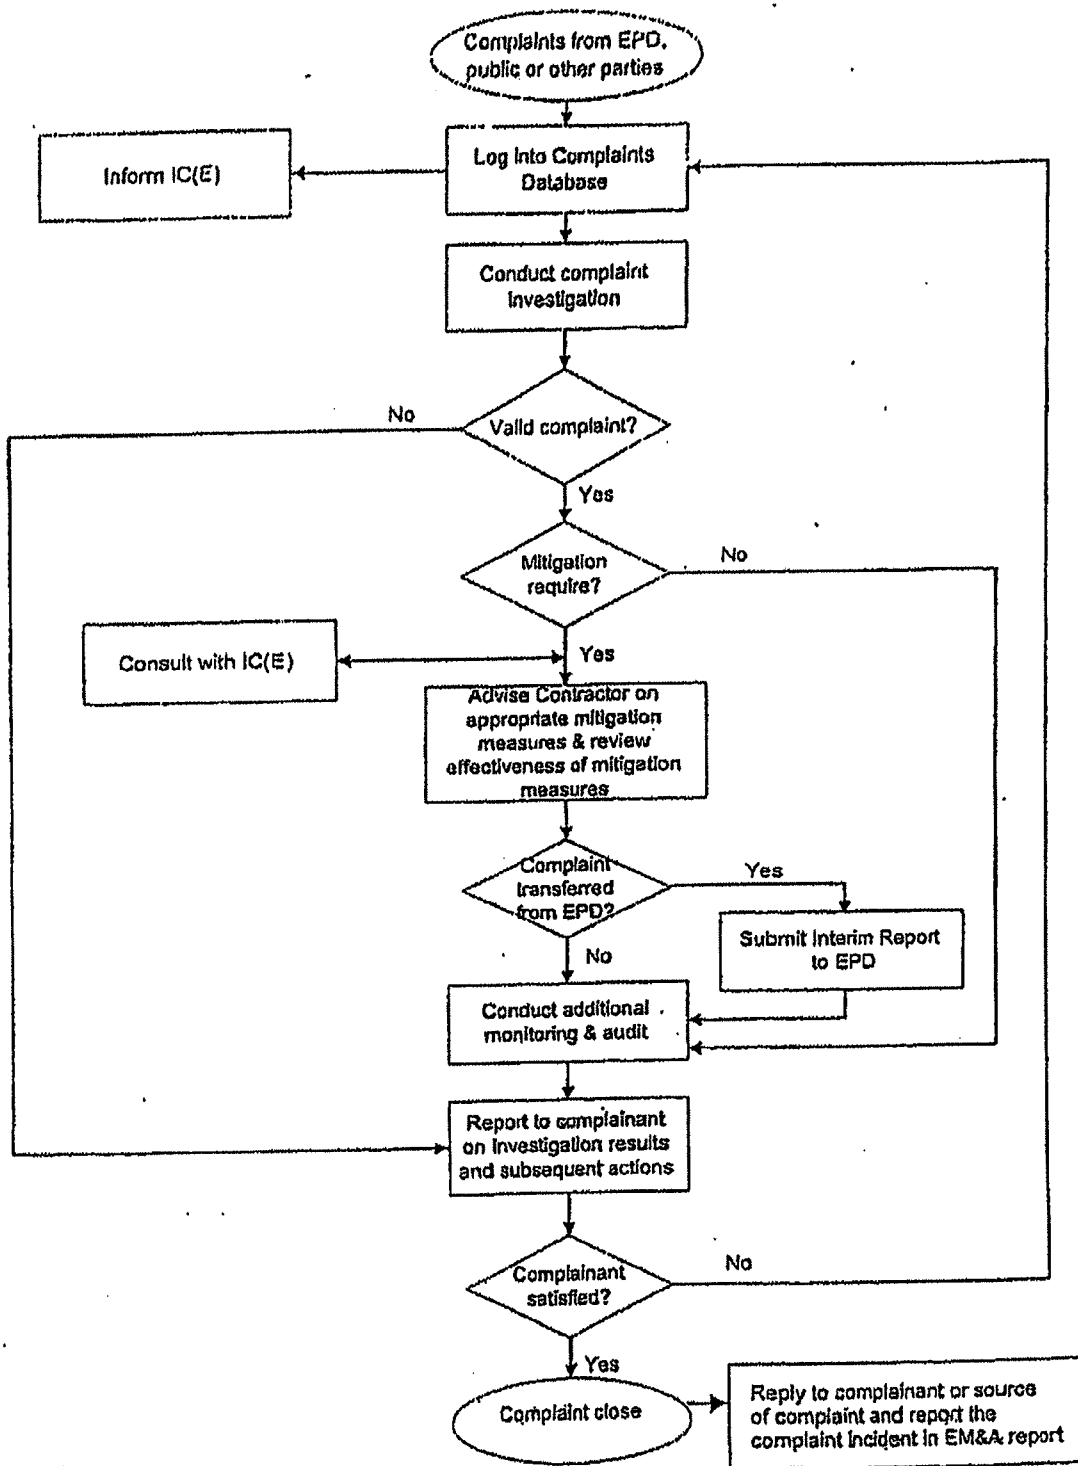 Complaints from EPD,
public or other parties
Log into Complaints
Database
Inform IC(E)
Conduct complaint
investigation
Valid complaint?
No
Yes
Mitigation
require?
No
Yes
Consult with IC(E)
Advise Contractor on
appropriate mitigation
measures & review
effectiveness of mitigation
measures
Complaint
transferred
from EPD?
Yes
No
Submit Interim Report
to EPD
Conduct additional
monitoring & audit
Report to complainant
on investigation results
and subsequent actions
Complainant
satisfied?
No
Yes
Complaint close
Reply to complainant or source
of complaint and report the
complaint incident in EM&A report